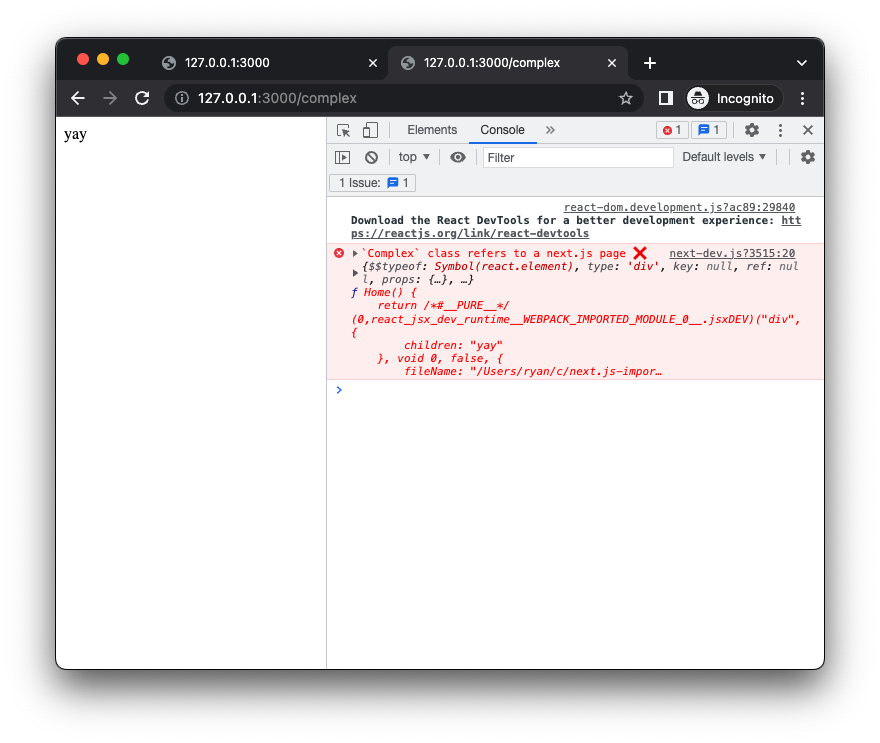 127.0.0.1:3000
127.0.0.1:3000/complex
127.0.0.1:3000/complex
Incognito
yay
Elements
Console
1
1
top
Filter
Default levels
1 Issue:
1
react-dom.development.js?ac89:29840
Download the React DevTools for a better development experience: htt
ps://reactjs.org/link/react-devtools
`Complex` class refers to a next.js page ❌
next-dev.js?3515:20
{$$typeof: Symbol(react.element), type: 'div', key: null, ref: nul
l, props: {…}, …}
ƒ Home() {
return /*#__PURE__*/
(0,react_jsx_dev_runtime__WEBPACK_IMPORTED_MODULE_0__.jsxDEV)("div",
{
children: "yay"
}, void 0, false, {
fileName: "/Users/ryan/c/next.js-impor…